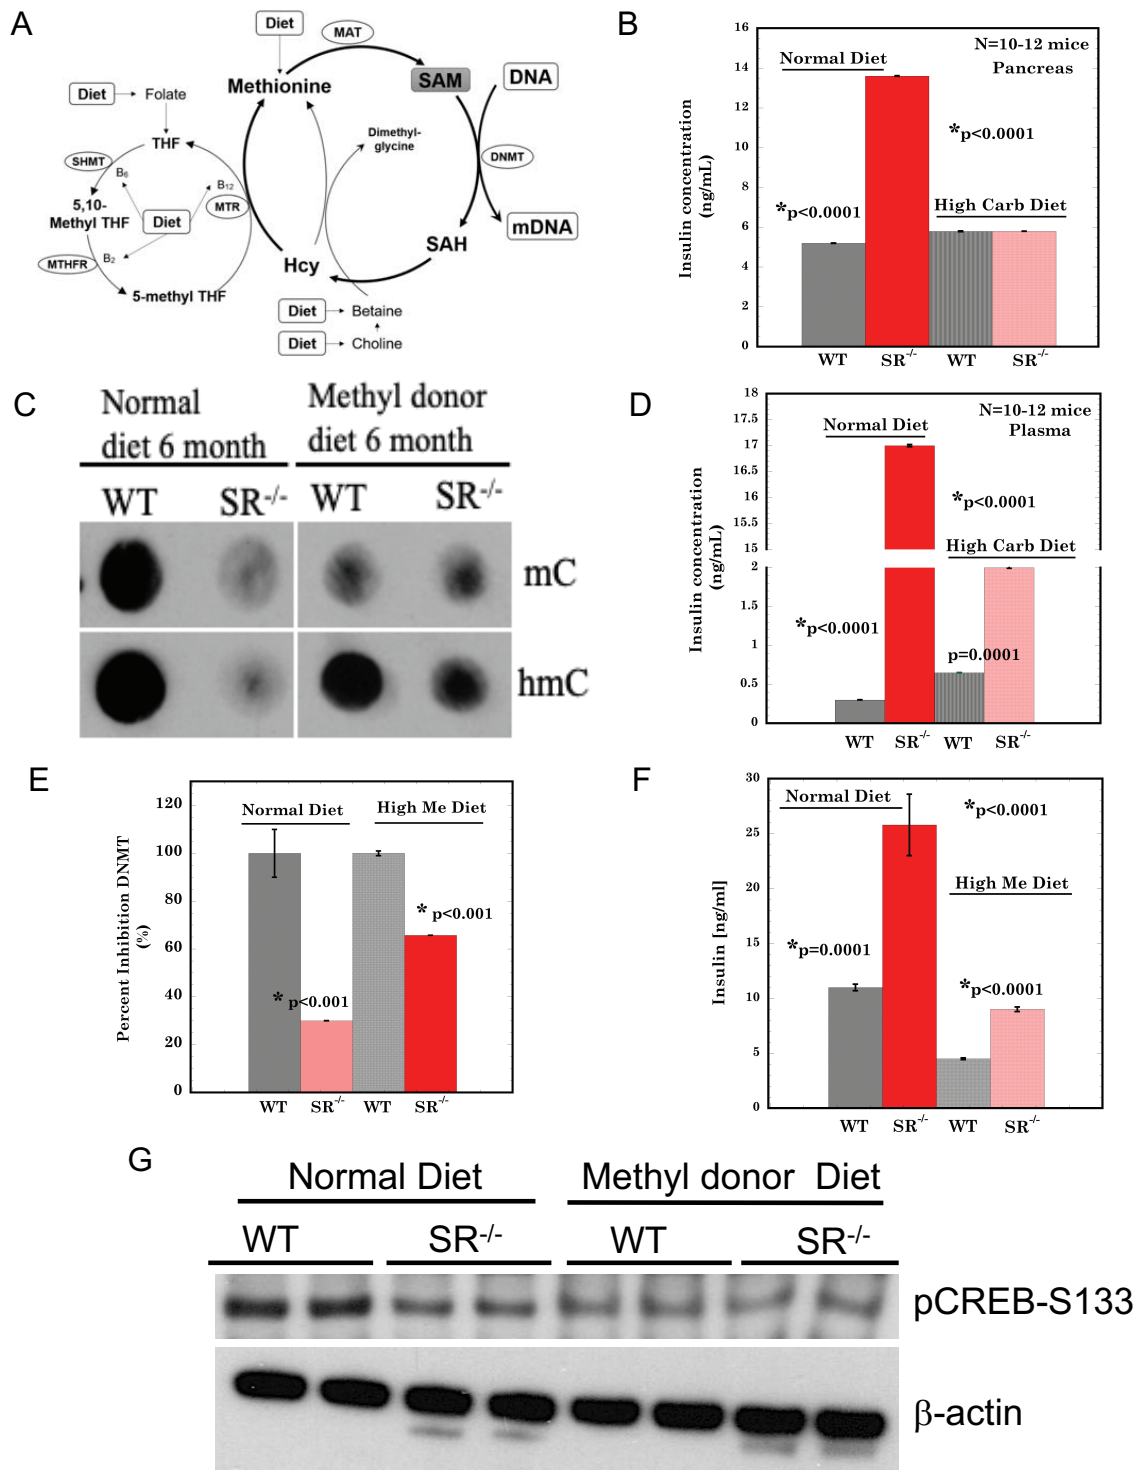 A
Diet
MAT
Methionine
SAM
DNA
Diet
Folate
Dimethyl-
glycine
THF
SHMT
B6
B12
DNMT
5,10-
Methyl THF
Diet
MTR
mDNA
SAH
MTHFR
B2
Hcy
5-methyl THF
Diet
Betaine
Diet
Choline
B
16
14
12
10
8
6
4
2
0
Insulin concentration
(ng/mL)
Normal Diet
N=10-12 mice
Pancreas
*p<0.0001
*p<0.0001
High Carb Diet
WT
SR-/-
WT
SR-/-
C
Normal
diet 6 month
Methyl donor
diet 6 month
WT
SR-/-
WT
SR-/-
mC
hmC
D
18
17.5
17
16.5
16
15.5
15
2
1.5
1
0.5
0
Insulin concentration
(ng/mL)
N=10-12 mice
Plasma
Normal Diet
*p<0.0001
High Carb Diet
*p<0.0001
p=0.0001
WT
SR-/-
WT
SR-/-
E
120
100
80
60
40
20
0
Percent Inhibition DNMT
(%)
Normal Diet
High Me Diet
* p<0.001
* p<0.001
WT
SR-/-
WT
SR-/-
F
30
25
20
15
10
5
0
Insulin [ng/ml]
Normal Diet
*p<0.0001
High Me Diet
*p=0.0001
*p<0.0001
WT
SR-/-
WT
SR-/-
G
Normal Diet
Methyl donor Diet
WT
SR-/-
WT
SR-/-
pCREB-S133
β-actin